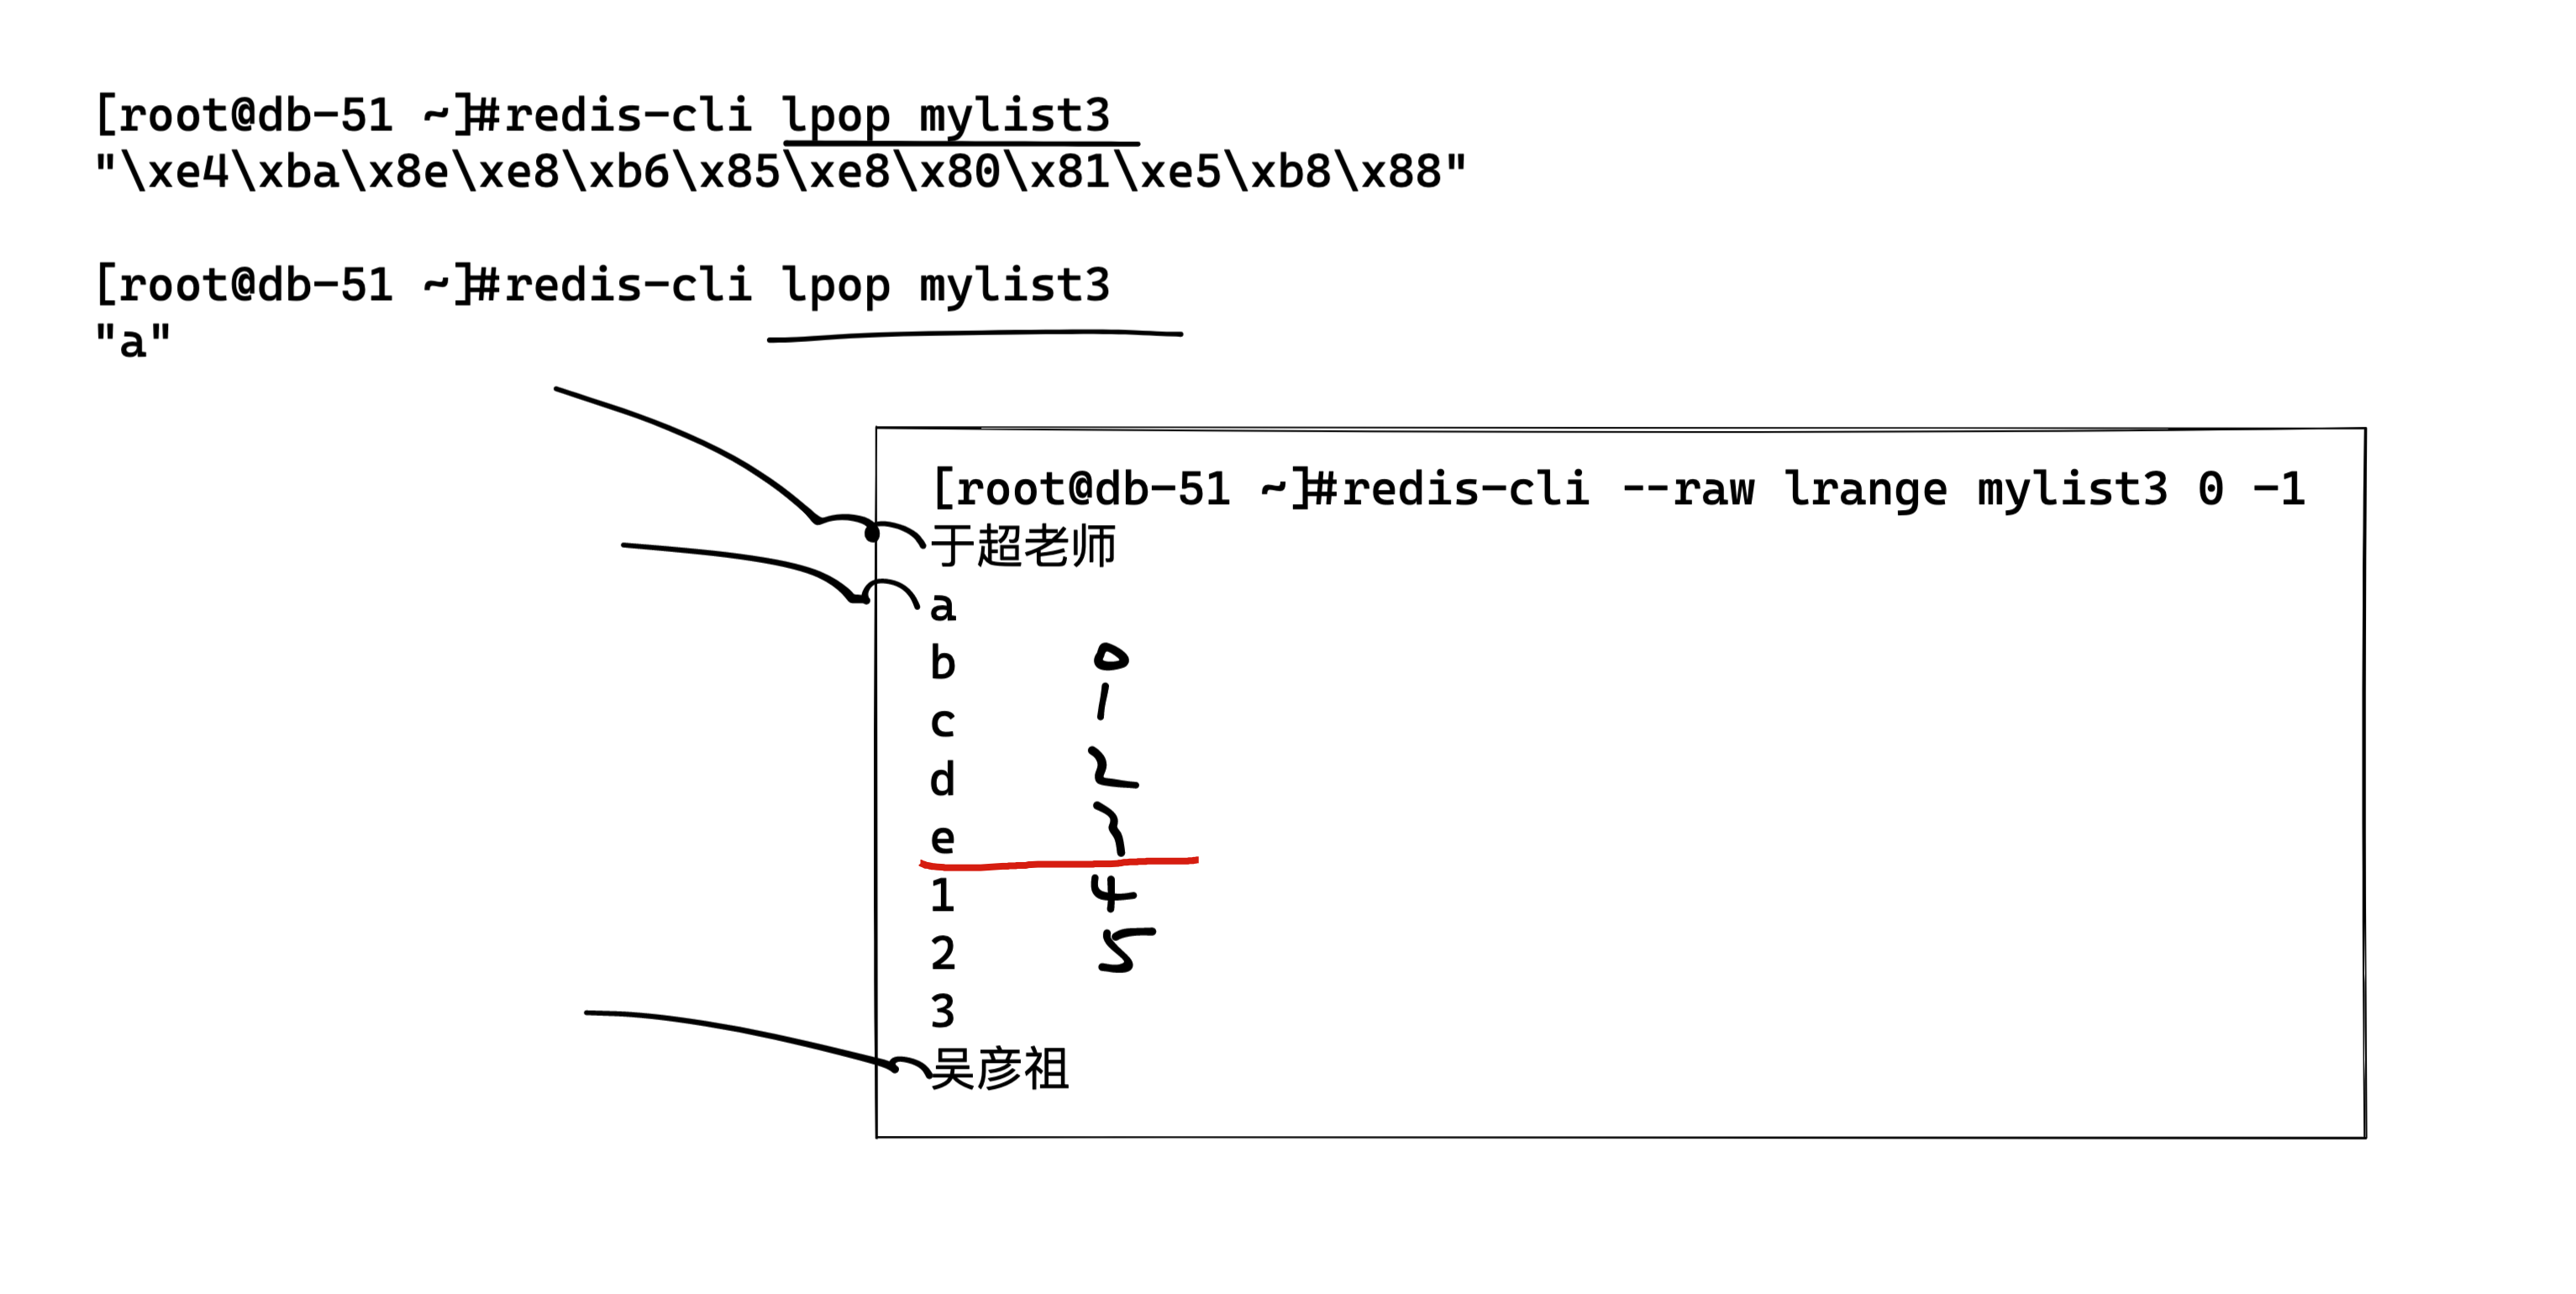 [root@db-51 ~]#redis-cli lpop mylist3
"\xe4\xba\x8e\xe8\xb6\x85\xe8\x80\x81\xe5\xb8\x88"
[root@db-51 ~]#redis-cli lpop mylist3
"a"
[root@db-51 ~]#redis-cli --raw lrange mylist3 0 -1
于超老师
a
b 0
c 1
d 2
e 3
1 4
2 5
3
吴彦祖